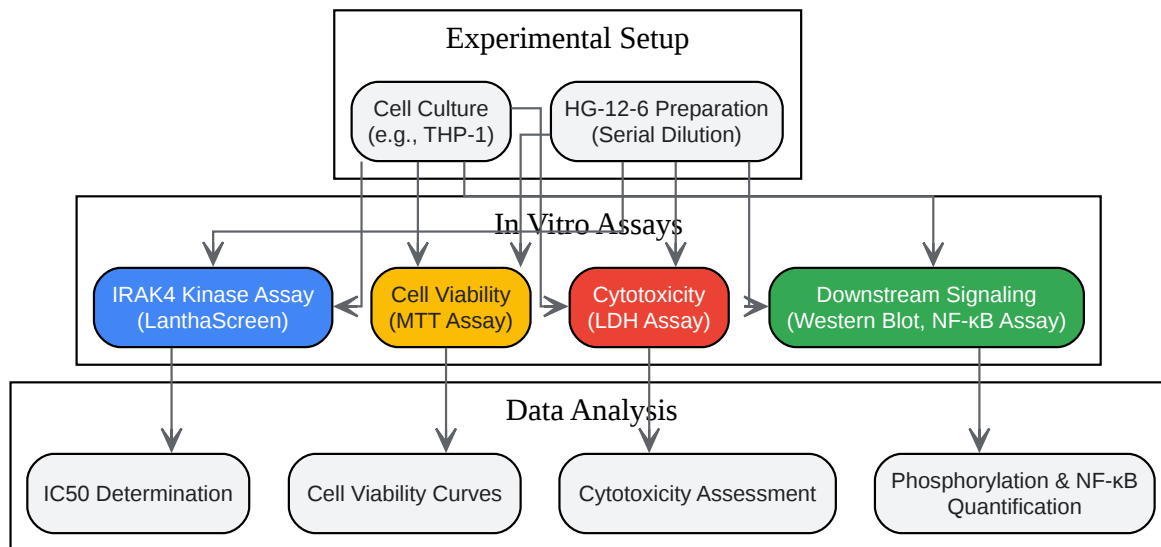 Experimental Setup
Cell Culture
(e.g., THP-1)
HG-12-6 Preparation
(Serial Dilution)
In Vitro Assays
IRAK4 Kinase Assay
(LanthaScreen)
Cell Viability
(MTT Assay)
Cytotoxicity
(LDH Assay)
Downstream Signaling
(Western Blot, NF-κB Assay)
Data Analysis
IC50 Determination
Cell Viability Curves
Cytotoxicity Assessment
Phosphorylation & NF-κB
Quantification